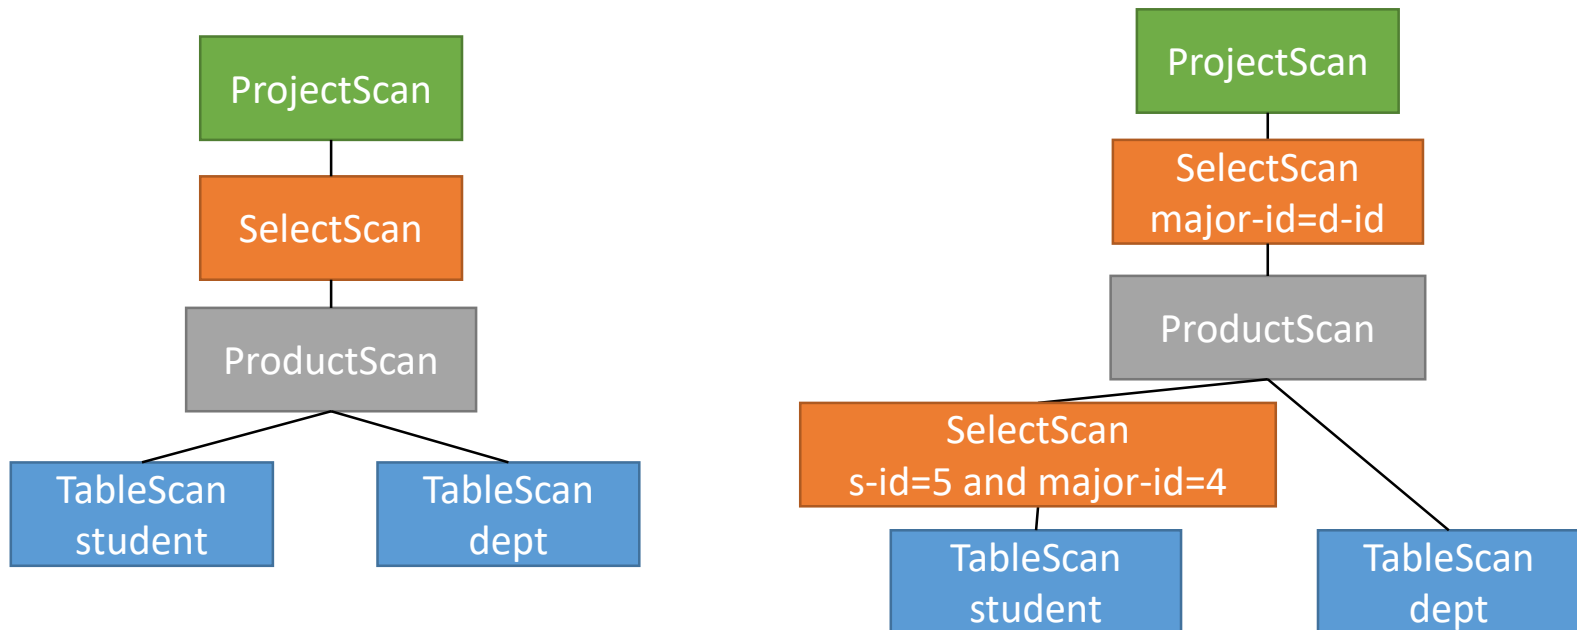 ProjectScan
SelectScan
ProductScan
TableScan
student
TableScan
dept
ProjectScan
SelectScan
major-id=d-id
ProductScan
SelectScan
s-id=5 and major-id=4
TableScan
student
TableScan
dept